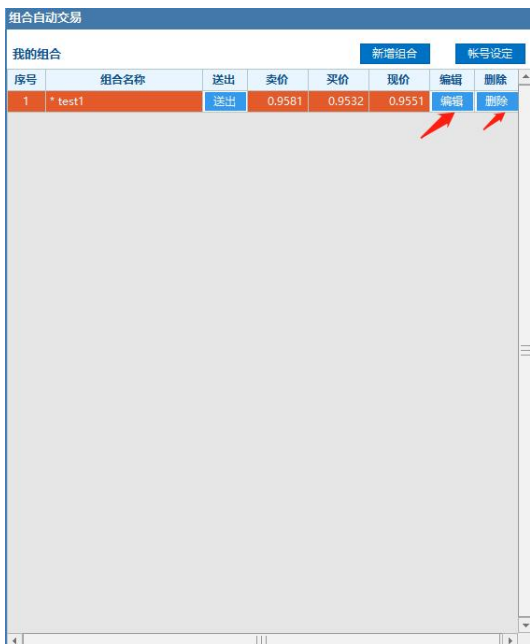 组合自动交易
我的组合 新增组合 帐号设定
序号 组合名称 送出 卖价 买价 现价 编辑 删除
1 * test1 送出 0.9581 0.9532 0.9551 编辑 删除